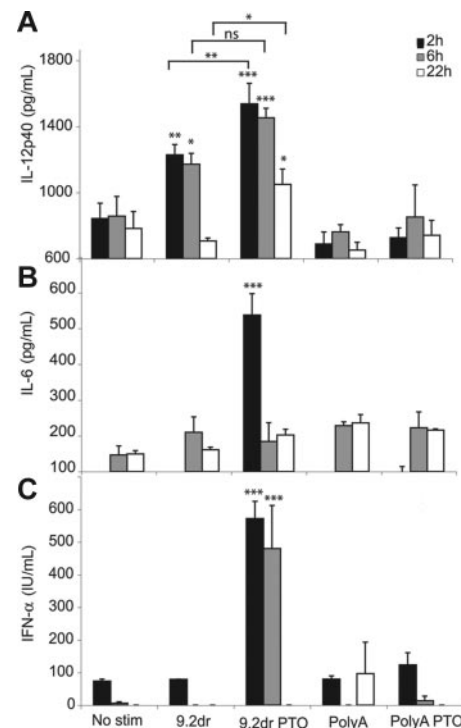 A
*
ns
**
2h
6h
22h
IL-12p40 (pg/mL)
1800
1400
1000
600
** * *** *** *
B
IL-6 (pg/mL)
600
500
400
300
200
100
***
C
IFN-α (IU/mL)
600
500
400
300
200
100
0
*** ***
No stim 9.2dr 9.2dr PTO PolyA PolyA PTO